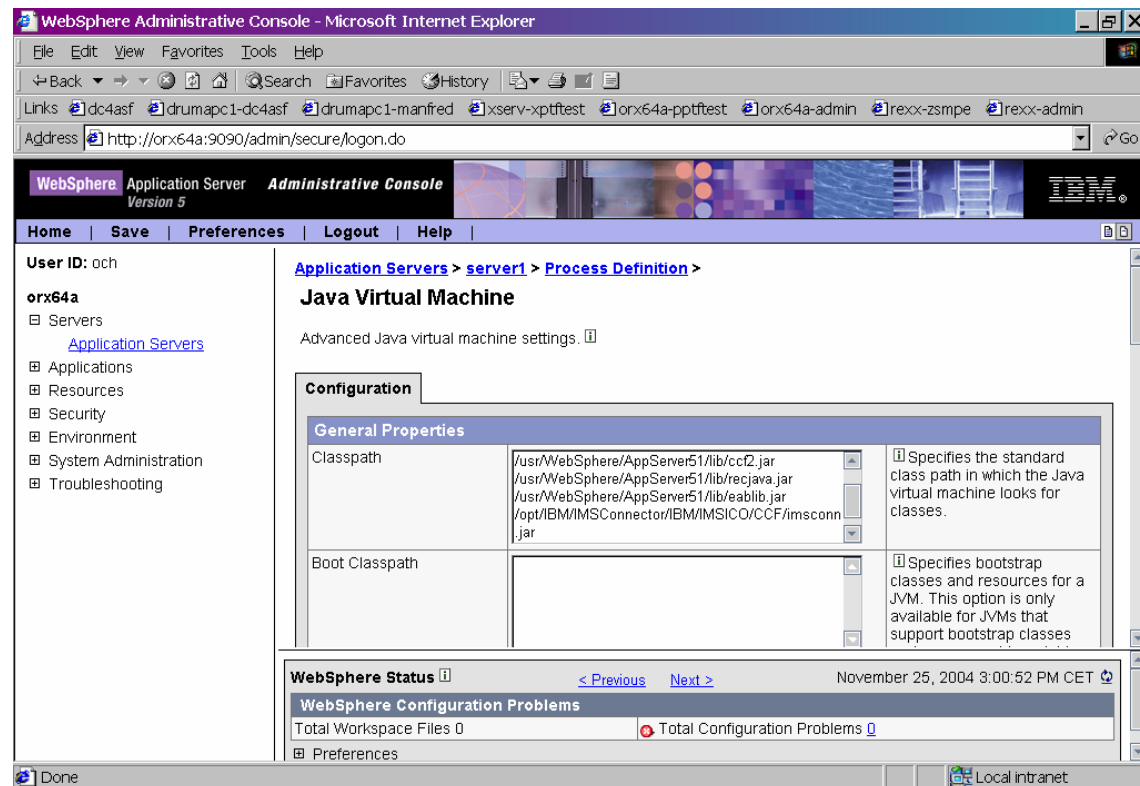 WebSphere Administrative Console - Microsoft Internet Explorer
File Edit View Favorites Tools Help
Back Search Favorites History
Links dc4asf drumapc1-dc4asf drumapc1-manfred xserv-xptftest orx64a-pptftest orx64a-admin rexx-zsmpe rexx-admin
Address http://orx64a:9090/admin/secure/logon.do Go
WebSphere Application Server Administrative Console
Version 5
IBM
Home | Save | Preferences | Logout | Help |
User ID: och
orx64a
Servers
Application Servers
Applications
Resources
Security
Environment
System Administration
Troubleshooting
Application Servers > server1 > Process Definition >
Java Virtual Machine
Advanced Java virtual machine settings.
Configuration
General Properties
Classpath
/usr/WebSphere/AppServer51/lib/ccf2.jar
/usr/WebSphere/AppServer51/lib/recjava.jar
/usr/WebSphere/AppServer51/lib/eablib.jar
/opt/IBM/IMSConnector/IBM/IMSICO/CCF/imsconn
.jar
Specifies the standard
class path in which the Java
virtual machine looks for
classes.
Boot Classpath
Specifies bootstrap
classes and resources for a
JVM. This option is only
available for JVMs that
support bootstrap classes
WebSphere Status < Previous Next > November 25, 2004 3:00:52 PM CET
WebSphere Configuration Problems
Total Workspace Files 0 Total Configuration Problems 0
Preferences
Done Local intranet